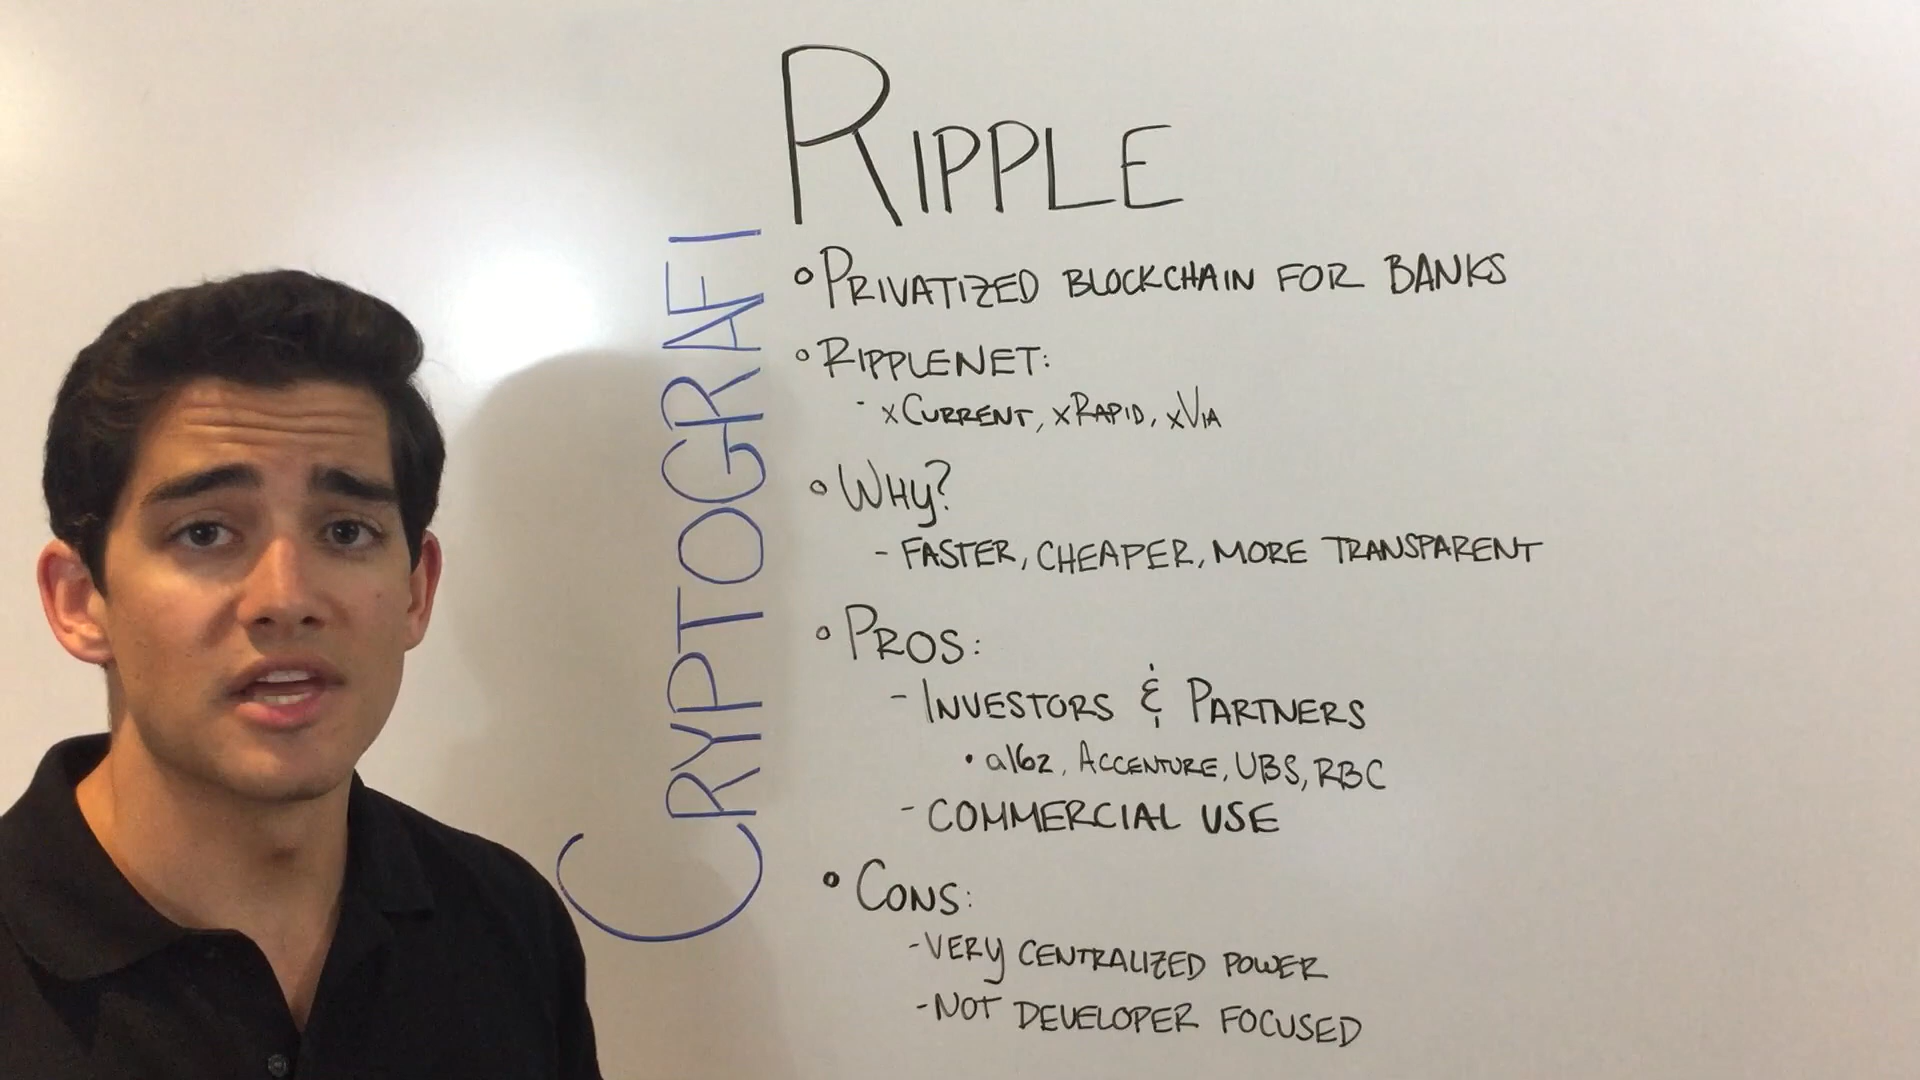 RIPPLE
CRYPTOGRAFI
PRIVATIZED BLOCKCHAIN FOR BANKS
RIPPLENET:
- xCURRENT, xRAPID, xVIA
WHY?
- FASTER, CHEAPER, MORE TRANSPARENT
PROS:
- INVESTORS & PARTNERS
• a16z, ACCENTURE, UBS, RBC
- COMMERCIAL USE
CONS:
- VERY CENTRALIZED POWER
- NOT DEVELOPER FOCUSED